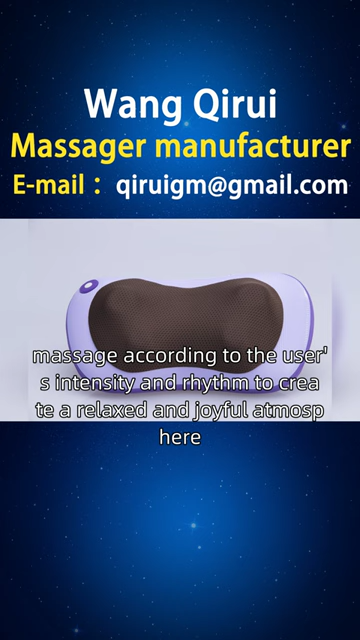 Wang Qirui
Massager manufacturer
E-mail： qiruigm@gmail.com
massage according to the user'
s intensity and rhythm to crea
te a relaxed and joyful atmosp
here